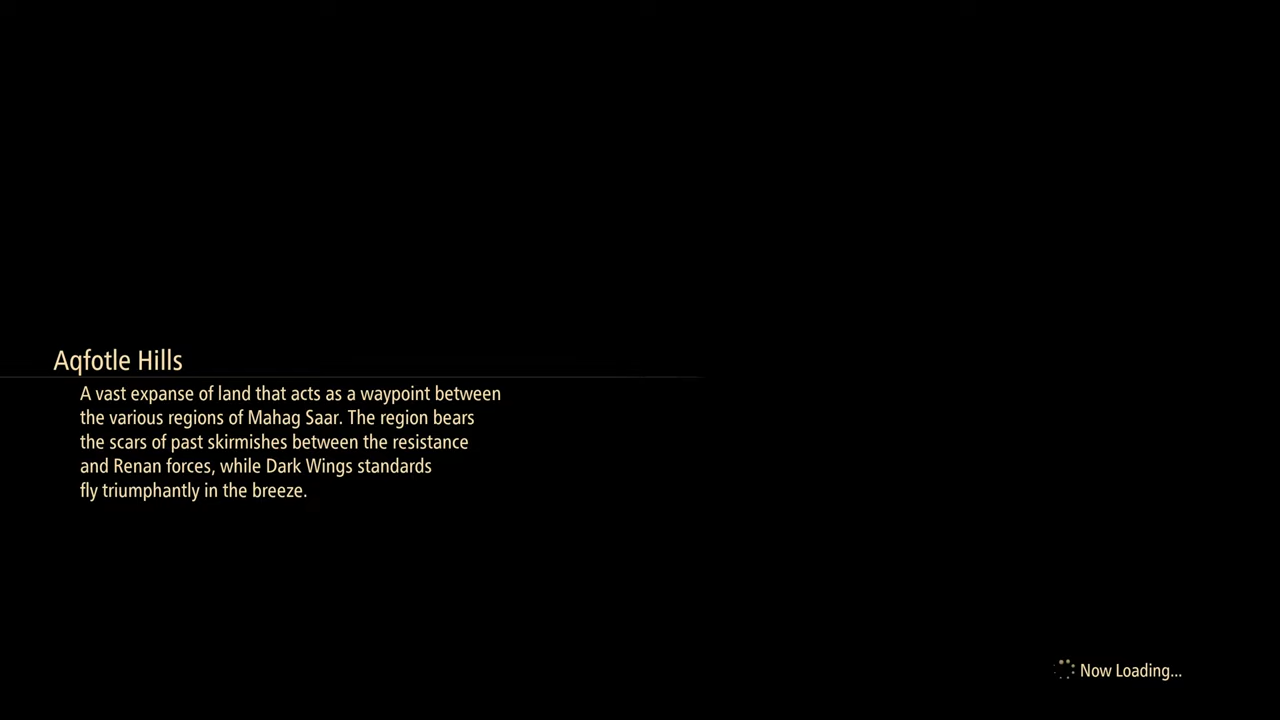 Aqfotle Hills
A vast expanse of land that acts as a waypoint between
the various regions of Mahag Saar. The region bears
the scars of past skirmishes between the resistance
and Renan forces, while Dark Wings standards
fly triumphantly in the breeze.
Now Loading...